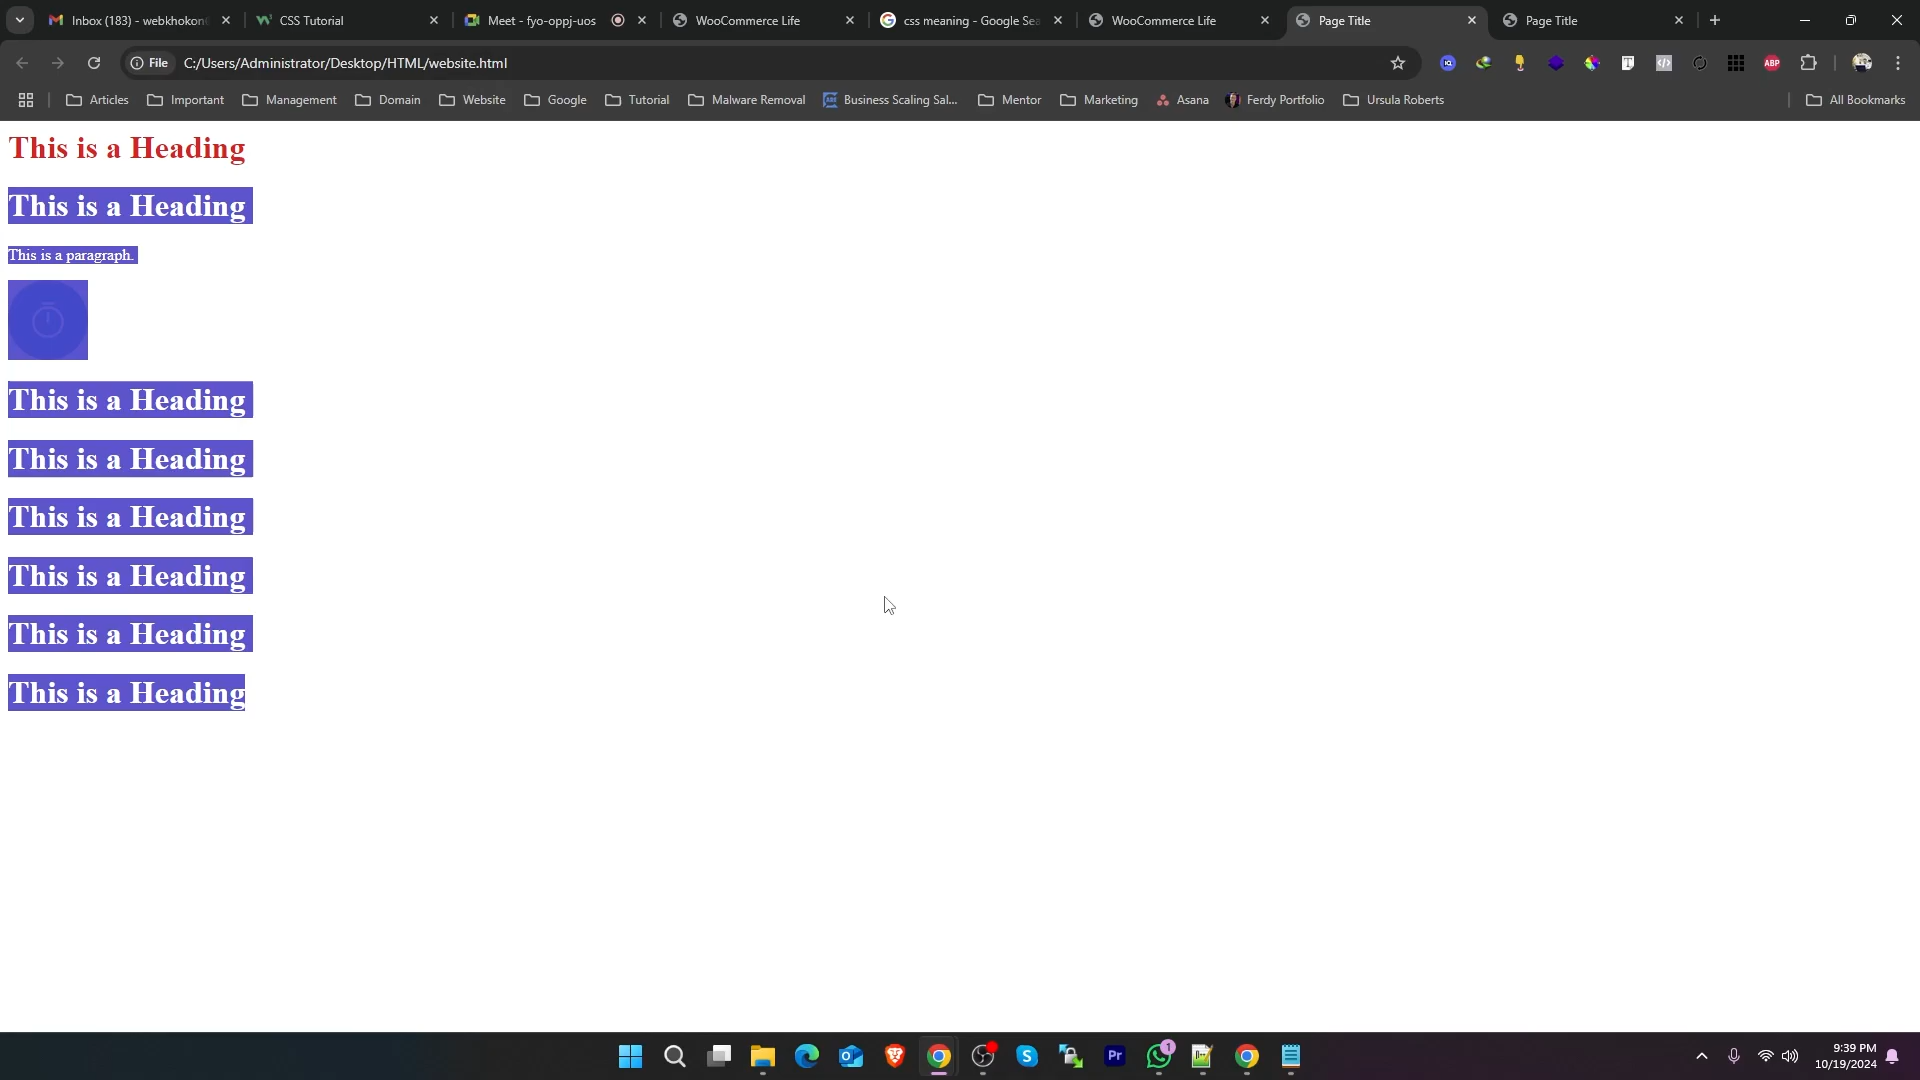 Inbox (183) - webkhokon
CSS Tutorial
Meet - fyo-oppj-uos
WooCommerce Life
css meaning - Google Sea
WooCommerce Life
Page Title
Page Title
File
C:/Users/Administrator/Desktop/HTML/website.html
ABP
Articles
Important
Management
Domain
Website
Google
Tutorial
Malware Removal
Business Scaling Sal...
Mentor
Marketing
Asana
Ferdy Portfolio
Ursula Roberts
All Bookmarks
This is a Heading
This is a Heading
This is a paragraph.
This is a Heading
This is a Heading
This is a Heading
This is a Heading
This is a Heading
This is a Heading
Pr
1
9:39 PM
10/19/2024